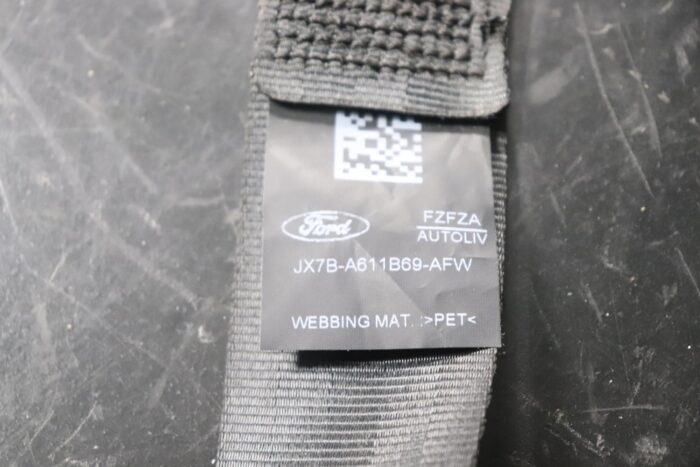 Ford
FZFZA
AUTOLIV
JX7B-A611B69-AFW
WEBBING MAT. :>PET<